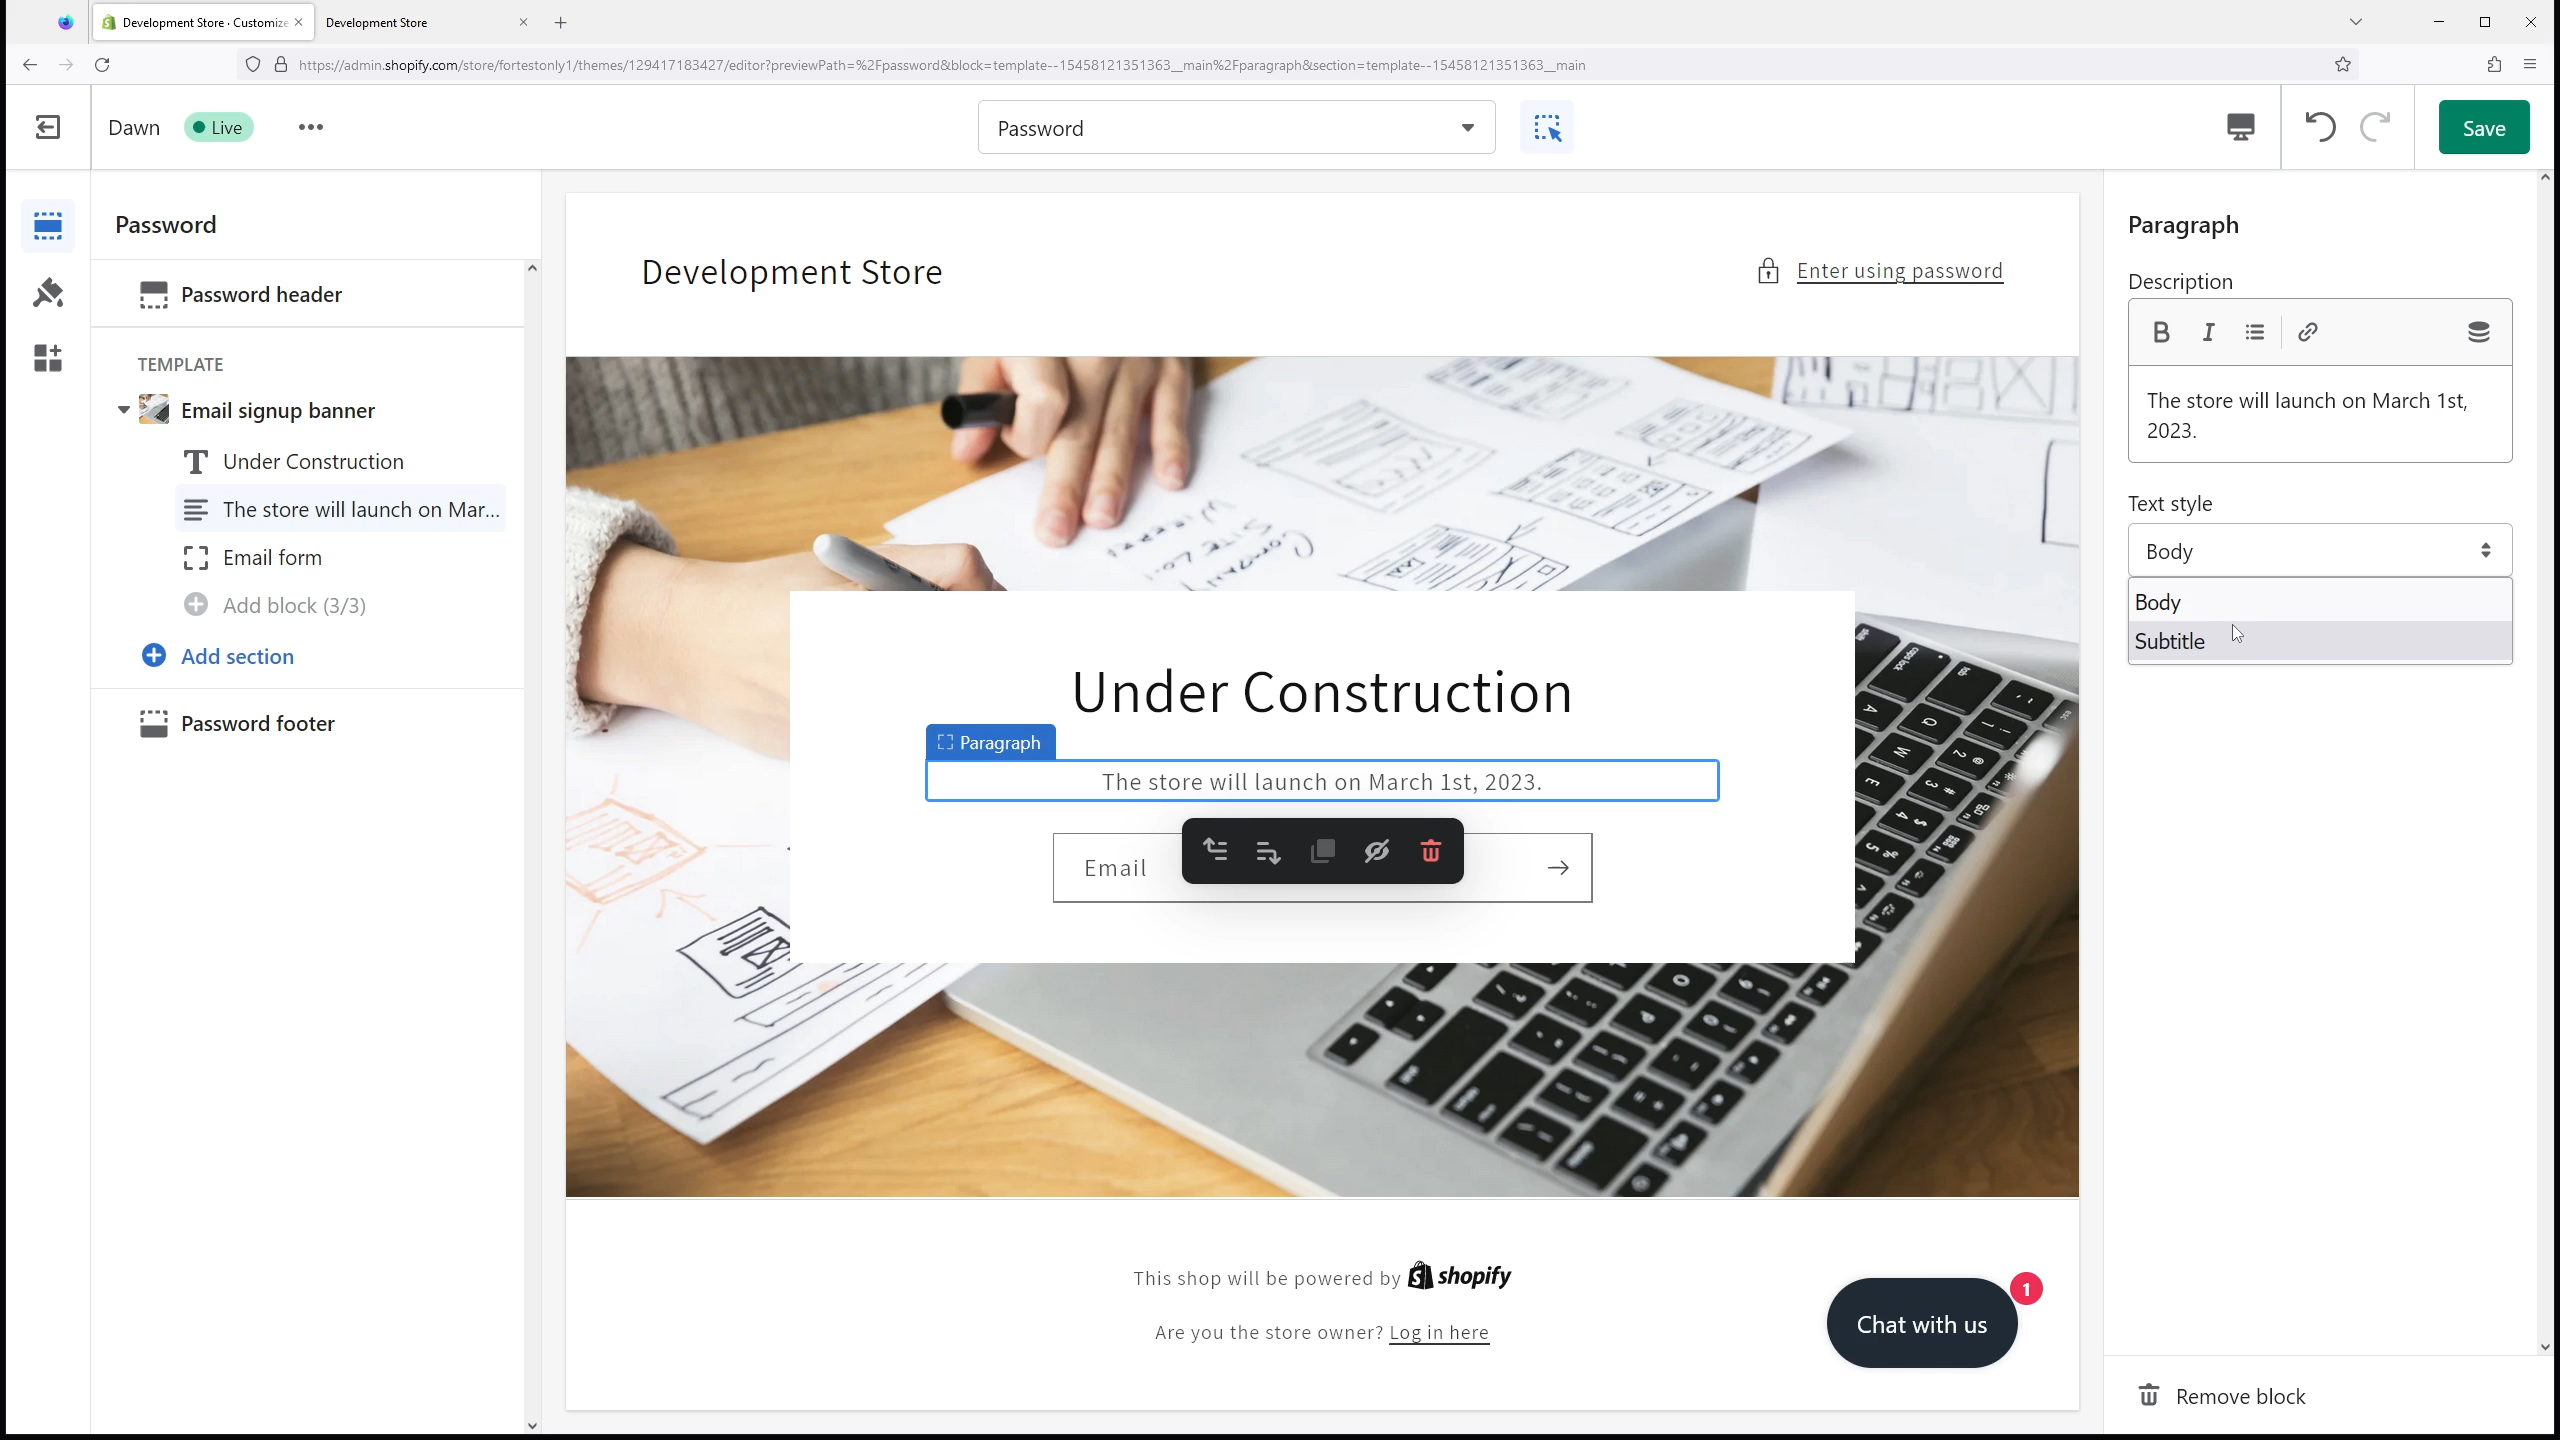 Development Store · Customize
Development Store
https://admin.shopify.com/store/fortestonly1/themes/129417183427/editor?previewPath=%2Fpassword&block=template--15458121351363__main%2Fparagraph&section=template--15458121351363__main
Dawn
Live
Password
Save
Password
Password header
TEMPLATE
Email signup banner
Under Construction
The store will launch on Mar...
Email form
Add block (3/3)
Add section
Password footer
Development Store
Enter using password
Under Construction
Paragraph
The store will launch on March 1st, 2023.
Email
This shop will be powered by shopify
Are you the store owner? Log in here
Chat with us
1
Paragraph
Description
The store will launch on March 1st,
2023.
Text style
Body
Body
Subtitle
Remove block